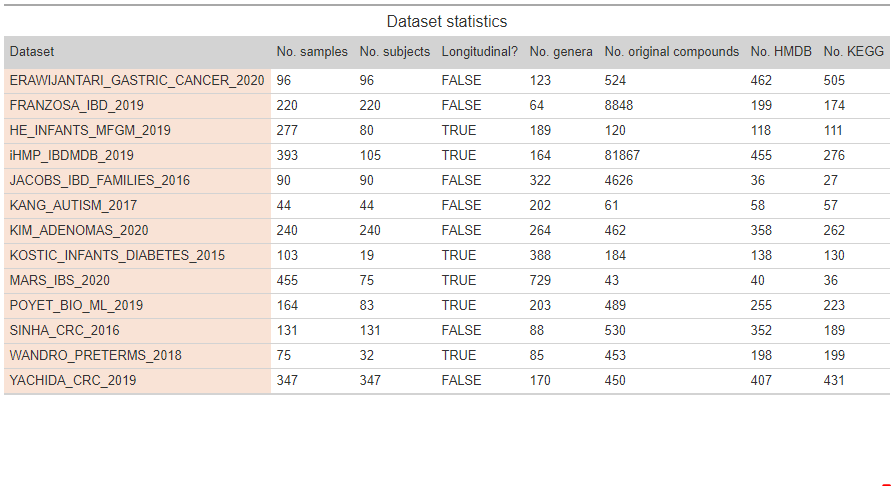 Dataset statistics
Dataset No. samples No. subjects Longitudinal? No. genera No. original compounds No. HMDB No. KEGG
ERAWIJANTARI_GASTRIC_CANCER_2020 96 96 FALSE 123 524 462 505
FRANZOSA_IBD_2019 220 220 FALSE 64 8848 199 174
HE_INFANTS_MFGM_2019 277 80 TRUE 189 120 118 111
iHMP_IBDMDB_2019 393 105 TRUE 164 81867 455 276
JACOBS_IBD_FAMILIES_2016 90 90 FALSE 322 4626 36 27
KANG_AUTISM_2017 44 44 FALSE 202 61 58 57
KIM_ADENOMAS_2020 240 240 FALSE 264 462 358 262
KOSTIC_INFANTS_DIABETES_2015 103 19 TRUE 388 184 138 130
MARS_IBS_2020 455 75 TRUE 729 43 40 36
POYET_BIO_ML_2019 164 83 TRUE 203 489 255 223
SINHA_CRC_2016 131 131 FALSE 88 530 352 189
WANDRO_PRETERMS_2018 75 32 TRUE 85 453 198 199
YACHIDA_CRC_2019 347 347 FALSE 170 450 407 431